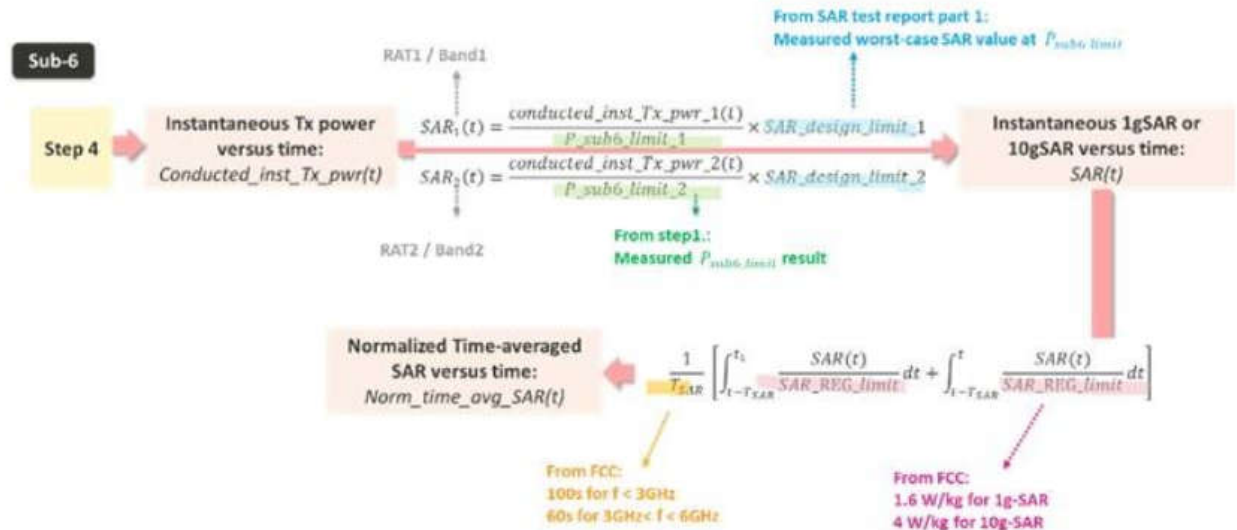 From SAR test report part 1:
Measured worst-case SAR value at P_sub6_limit
Sub-6
RAT1 / Band1
Step 4
Instantaneous Tx power
versus time:
Conducted_inst_Tx_pwr(t)
SAR₁(t) = conducted_inst_Tx_pwr_1(t) / P_sub6_limit_1 × SAR_design_limit_1
SAR₂(t) = conducted_inst_Tx_pwr_2(t) / P_sub6_limit_2 × SAR_design_limit_2
Instantaneous 1gSAR or
10gSAR versus time:
SAR(t)
RAT2 / Band2
From step1.:
Measured P_sub6_limit result
Normalized Time-averaged
SAR versus time:
Norm_time_avg_SAR(t)
1/T_SAR [∫_{t−T_SAR}^{t₁} SAR(t)/SAR_REG_limit dt + ∫_{t−T_SAR}^{t} SAR(t)/SAR_REG_limit dt]
From FCC:
100s for f < 3GHz
60s for 3GHz< f < 6GHz
From FCC:
1.6 W/kg for 1g-SAR
4 W/kg for 10g-SAR